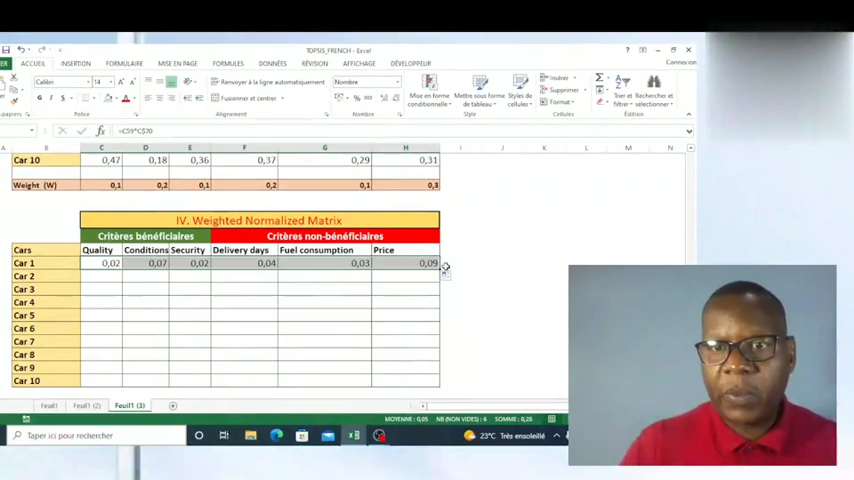 TOPSIS_FRENCH - Excel
ACCUEIL INSERTION FORMULAIRE MISE EN PAGE FORMULES DONNÉES RÉVISION AFFICHAGE DÉVELOPPEUR Connexion
Calibri 14 Renvoyer à la ligne automatiquement Nombre Insérer
G I S Fusionner et centrer % 000 Mise en forme conditionnelle Mettre sous forme de tableau Styles de cellules Supprimer Format Trier et filtrer Rechercher et sélectionner
Police Alignement Nombre Style Cellules Édition
=C59*C$70
B C D E F G H I J K L M N
Car 10 0,47 0,18 0,36 0,37 0,29 0,31
Weight (W) 0,1 0,2 0,1 0,2 0,1 0,3
IV. Weighted Normalized Matrix
Critères bénéficiaires Critères non-bénéficiaires
Cars Quality Conditions Security Delivery days Fuel consumption Price
Car 1 0,02 0,07 0,02 0,04 0,03 0,09
Car 2
Car 3
Car 4
Car 5
Car 6
Car 7
Car 8
Car 9
Car 10
Feuil1 Feuil1 (2) Feuil1 (3)
MOYENNE : 0,05 NB (NON VIDES) : 6 SOMME : 0,28
Taper ici pour rechercher 23°C Très ensoleillé